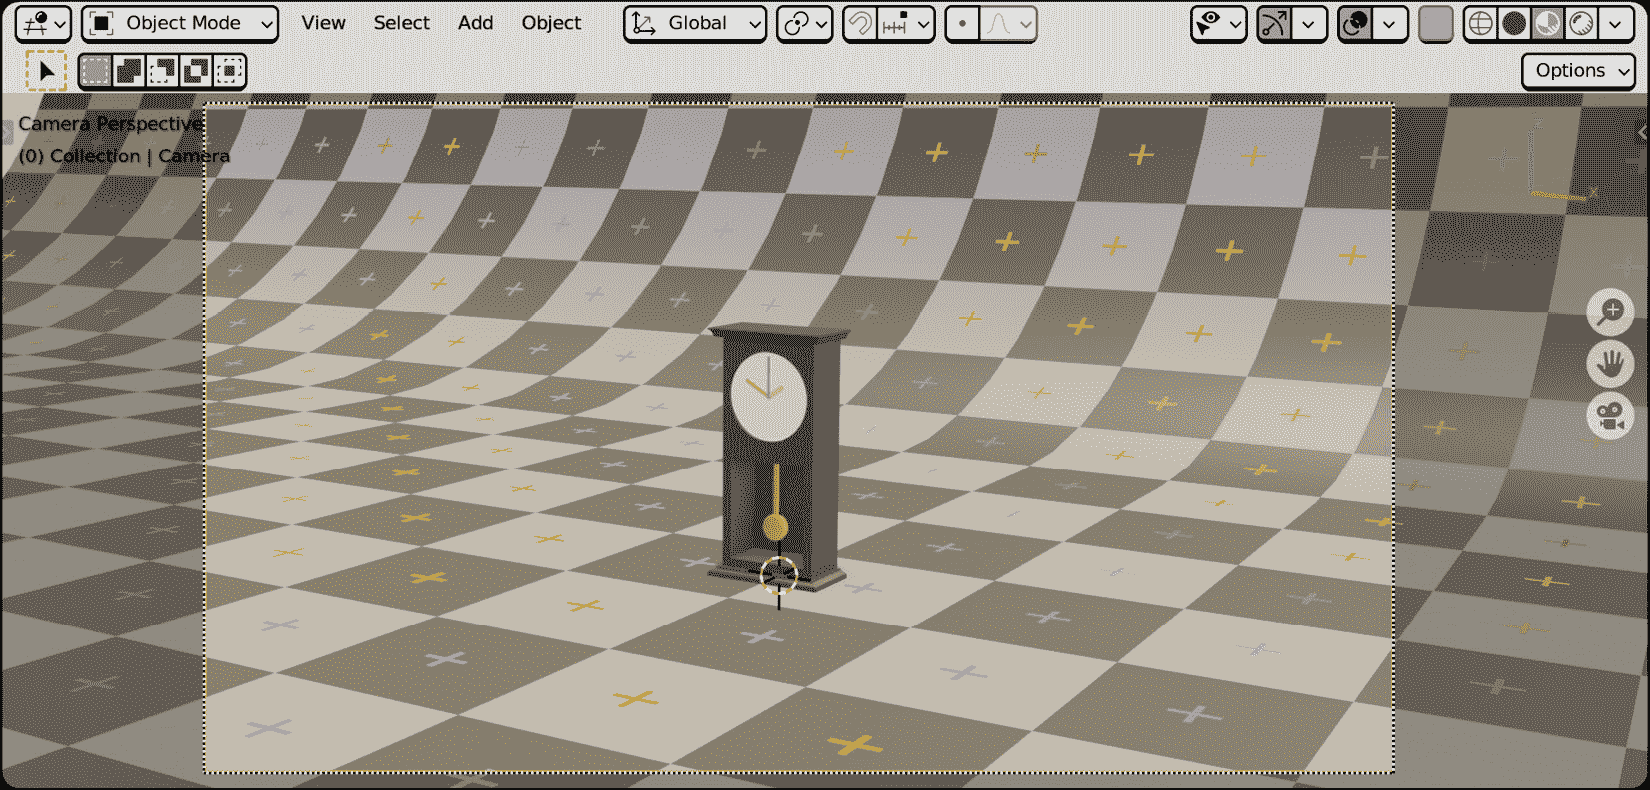 Object Mode View Select Add Object Global
Options
Camera Perspective
(0) Collection | Camera
X